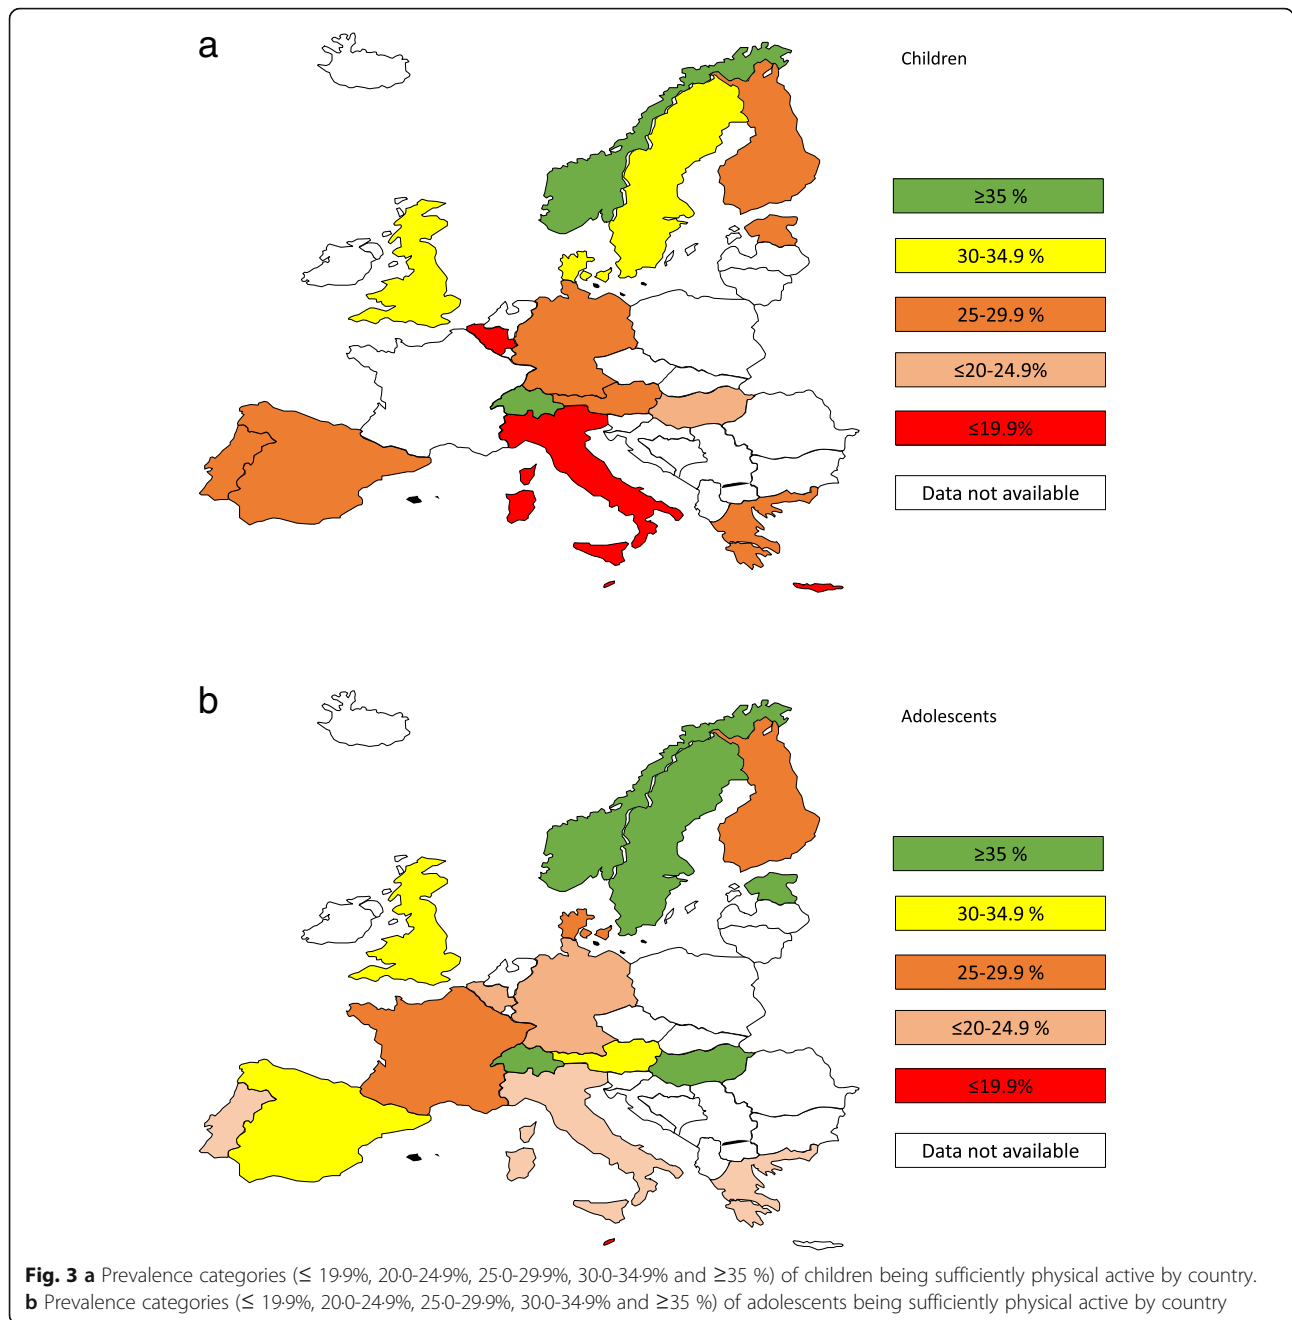 a
Children
≥35 %
30-34.9 %
25-29.9 %
≤20-24.9%
≤19.9%
Data not available
b
Adolescents
≥35 %
30-34.9 %
25-29.9 %
≤20-24.9 %
≤19.9%
Data not available
Fig. 3 a Prevalence categories (≤ 19·9%, 20·0-24·9%, 25·0-29·9%, 30·0-34·9% and ≥35 %) of children being sufficiently physical active by country.
b Prevalence categories (≤ 19·9%, 20·0-24·9%, 25·0-29·9%, 30·0-34·9% and ≥35 %) of adolescents being sufficiently physical active by country